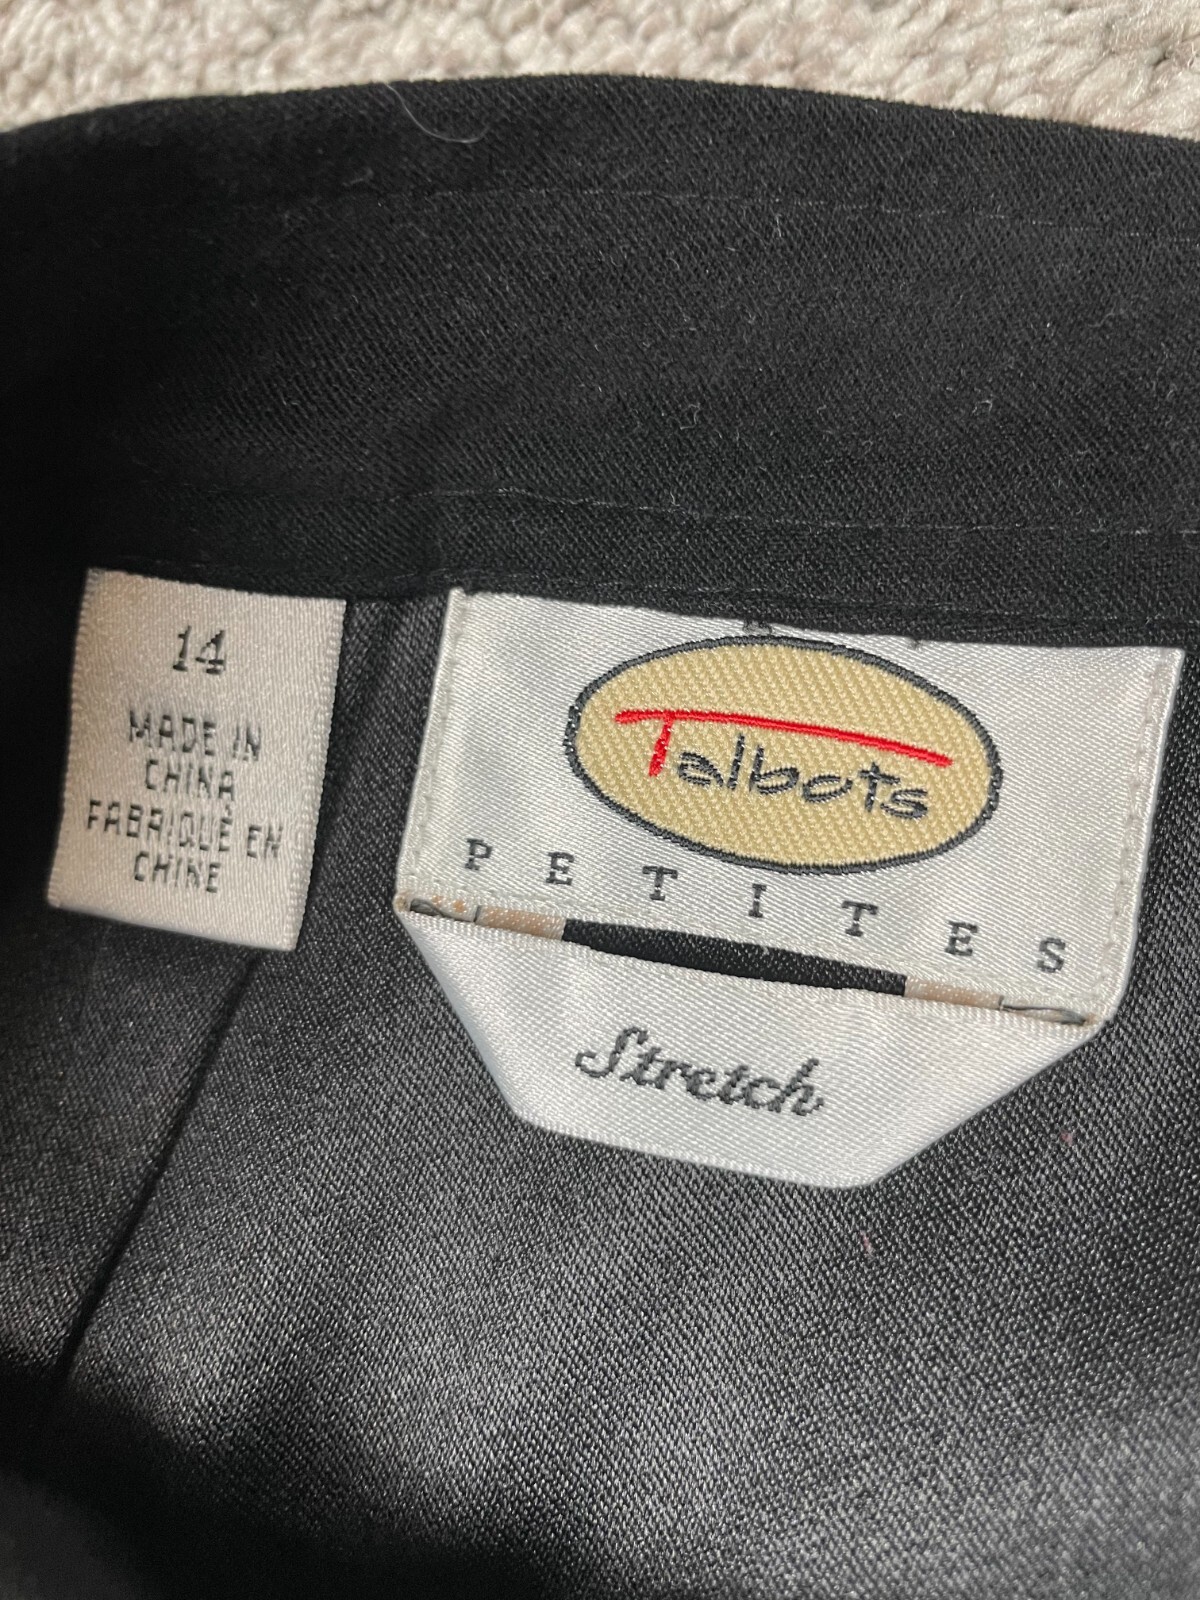 14
MADE IN
CHINA
FABRIQUÉ EN
CHINE
Talbots
PETITES
Stretch